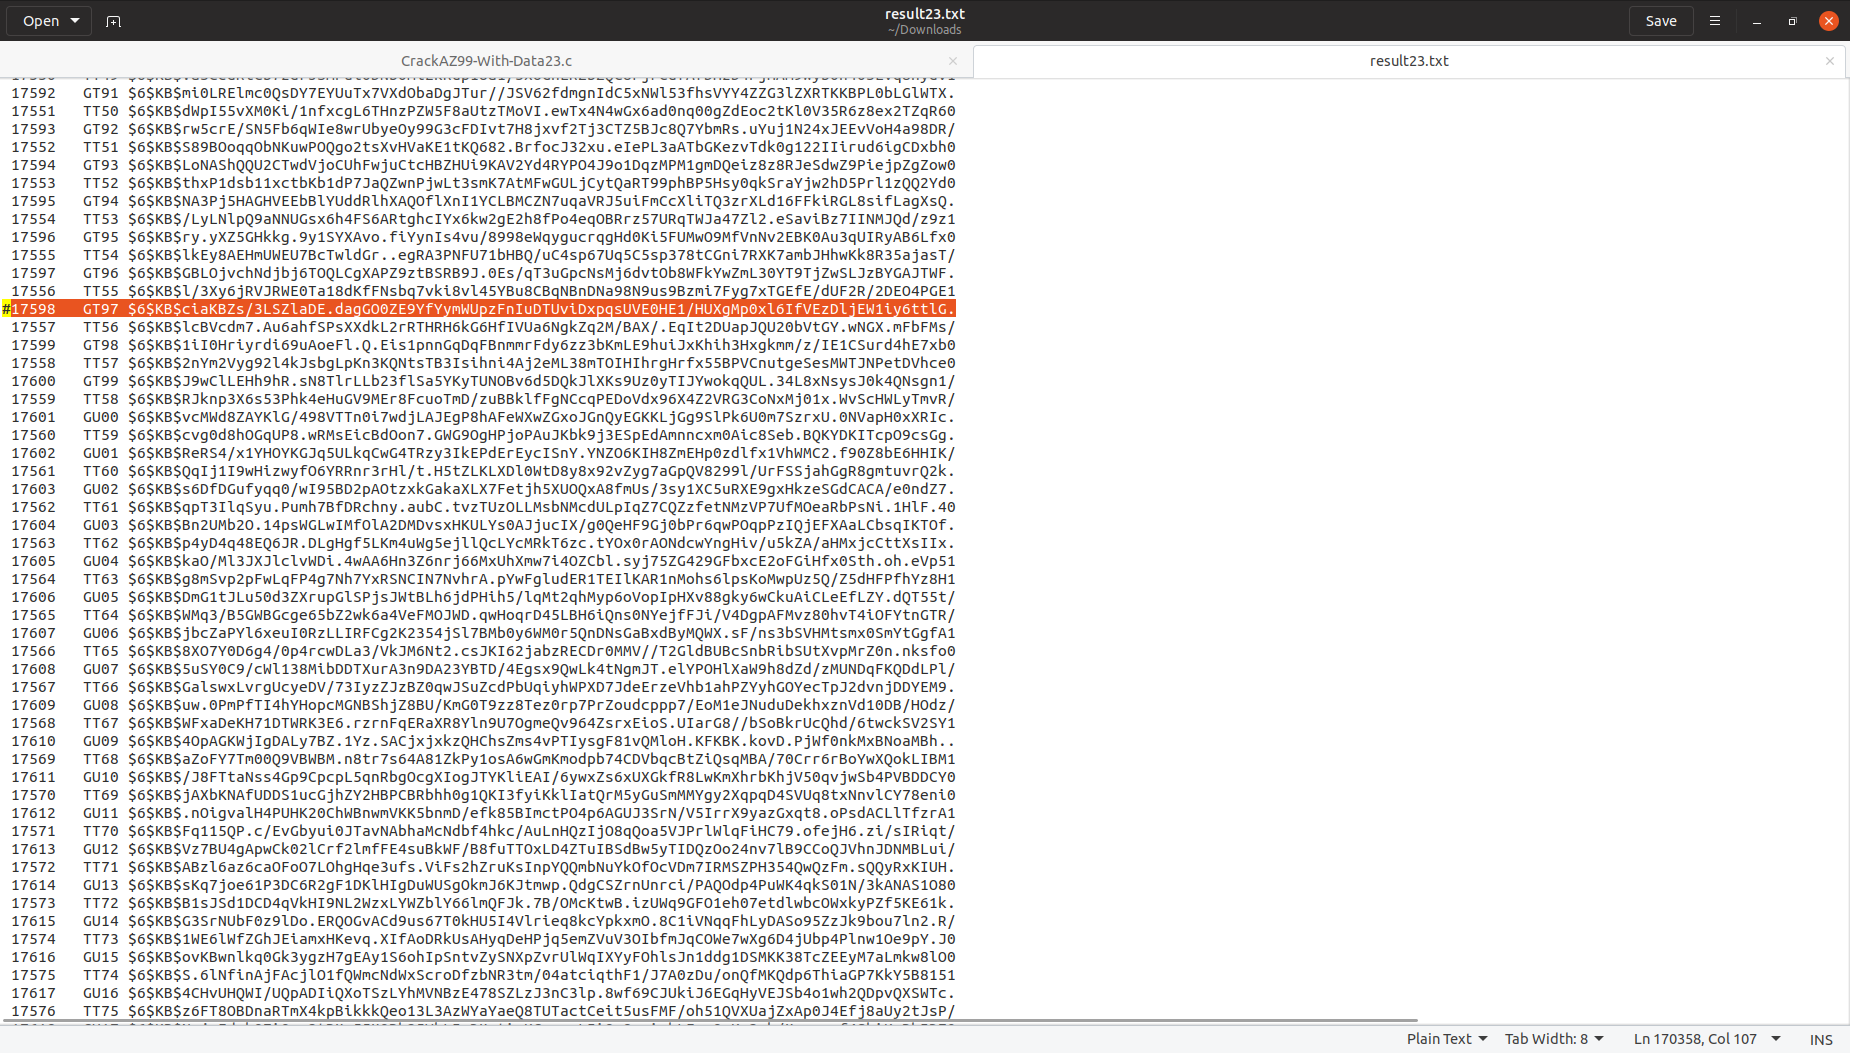 Open
result23.txt
~/Downloads
Save
CrackAZ99-With-Data23.c
result23.txt
17592 GT91 $6$KB$mi0LRElmc0QsDY7EYUuTx7VXdObaDgJTur//JSV62fdmgnIdC5xNWl53fhsVYY4ZZG3lZXRTKKBPL0bLGlWTX.
17551 TT50 $6$KB$dWpI55vXM0Ki/1nfxcgL6THnzPZW5F8aUtzTMoVI.ewTx4N4wGx6ad0nq00gZdEoc2tKl0V35R6z8ex2TZqR60
17593 GT92 $6$KB$rw5crE/SN5Fb6qWIe8wrUbyeOy99G3cFDIvt7H8jxvf2Tj3CTZ5BJc8Q7YbmRs.uYuj1N24xJEEvVoH4a98DR/
17552 TT51 $6$KB$S89BOoqqObNKuwPOQgo2tsXvHVaKE1tKQ682.BrfocJ32xu.eIePL3aATbGKezvTdk0g122IIirud6igCDxbh0
17594 GT93 $6$KB$LoNAShQQU2CTwdVjoCUhFwjuCtcHBZHUi9KAV2Yd4RYPO4J9o1DqzMPM1gmDQeiz8z8RJeSdwZ9PiejpZgZow0
17553 TT52 $6$KB$thxP1dsb11xctbKb1dP7JaQZwnPjwLt3smK7AtMFwGULjCytQaRT99phBP5Hsy0qkSraYjw2hD5Prl1zQQ2Yd0
17595 GT94 $6$KB$NA3Pj5HAGHVEEbBlYUddRlhXAQOflXnI1YCLBMCZN7uqaVRJ5uiFmCcXliTQ3zrXLd16FFkiRGL8sifLagXsQ.
17554 TT53 $6$KB$/LyLNlpQ9aNNUGsx6h4FS6ARtghcIYx6kw2gE2h8fPo4eqOBRrz57URqTWJa47Zl2.eSaviBz7IINMJQd/z9z1
17596 GT95 $6$KB$ry.yXZ5GHkkg.9y1SYXAvo.fiYynIs4vu/8998eWqygucrqgHd0Ki5FUMwO9MfVnNv2EBK0Au3qUIRyAB6Lfx0
17555 TT54 $6$KB$lkEy8AEHmUWEU7BcTwldGr..egRA3PNFU71bHBQ/uC4sp67Uq5C5sp378tCGni7RXK7ambJHhwKk8R35ajasT/
17597 GT96 $6$KB$GBLOjvchNdjbj6TOQLCgXAPZ9ztBSRB9J.0Es/qT3uGpcNsMj6dvtOb8WFkYwZmL30YT9TjZwSLJzBYGAJTWF.
17556 TT55 $6$KB$l/3Xy6jRVJRWE0Ta18dKfFNsbq7vki8vl45YBu8CBqNBnDNa98N9us9Bzmi7Fyg7xTGEfE/dUF2R/2DEO4PGE1
#17598 GT97 $6$KB$ciaKBZs/3LSZlaDE.dagGO0ZE9YfYymWUpzFnIuDTUviDxpqsUVE0HE1/HUXgMp0xl6IfVEzDljEW1iy6ttlG.
17557 TT56 $6$KB$lcBVcdm7.Au6ahfSPsXXdkL2rRTHRH6kG6HfIVUa6NgkZq2M/BAX/.EqIt2DUapJQU20bVtGY.wNGX.mFbFMs/
17599 GT98 $6$KB$1iI0Hriyrdi69uAoeFl.Q.Eis1pnnGqDqFBnmmrFdy6zz3bKmLE9huiJxKhih3Hxgkmm/z/IE1CSurd4hE7xb0
17558 TT57 $6$KB$2nYm2Vyg92l4kJsbgLpKn3KQNtsTB3Isihni4Aj2eML38mTOIHIhrgHrfx55BPVCnutgeSesMWTJNPetDVhce0
17600 GT99 $6$KB$J9wClLEHh9hR.sN8TlrLLb23flSa5YKyTUNOBv6d5DQkJlXKs9Uz0yTIJYwokqQUL.34L8xNsysJ0k4QNsgn1/
17559 TT58 $6$KB$RJknp3X6s53Phk4eHuGV9MEr8FcuoTmD/zuBBklfFgNCcqPEDoVdx96X4Z2VRG3CoNxMj01x.WvScHWLyTmvR/
17601 GU00 $6$KB$vcMWd8ZAYKlG/498VTTn0i7wdjLAJEgP8hAFeWXwZGxoJGnQyEGKKLjGg9SlPk6U0m7SzrxU.0NVapH0xXRIc.
17560 TT59 $6$KB$cvg0d8hOGqUP8.wRMsEicBdOon7.GWG9OgHPjoPAuJKbk9j3ESpEdAmnncxm0Aic8Seb.BQKYDKITcpO9csGg.
17602 GU01 $6$KB$ReRS4/x1YHOYKGJq5ULkqCwG4TRzy3IkEPdErEycISnY.YNZO6KIH8ZmEHp0zdlfx1VhWMC2.f90Z8bE6HHIK/
17561 TT60 $6$KB$QqIj1I9wHizwyfO6YRRnr3rHl/t.H5tZLKLXDl0WtD8y8x92vZyg7aGpQV8299l/UrFSSjahGgR8gmtuvrQ2k.
17603 GU02 $6$KB$s6DfDGufyqq0/wI95BD2pAOtzxkGakaXLX7Fetjh5XUOQxA8fmUs/3sy1XC5uRXE9gxHkzeSGdCACA/e0ndZ7.
17562 TT61 $6$KB$qpT3IlqSyu.Pumh7BfDRchny.aubC.tvzTUzOLLMsbNMcdULpIqZ7CQZzfetNMzVP7UfMOeaRbPsNi.1HlF.40
17604 GU03 $6$KB$Bn2UMb2O.14psWGLwIMfOlA2DMDvsxHKULYs0AJjucIX/g0QeHF9Gj0bPr6qwPOqpPzIQjEFXAaLCbsqIKTOf.
17563 TT62 $6$KB$p4yD4q48EQ6JR.DLgHgf5LKm4uWg5ejllQcLYcMRkT6zc.tYOx0rAONdcwYngHiv/u5kZA/aHMxjcCttXsIIx.
17605 GU04 $6$KB$kaO/Ml3JXJlclvWDi.4wAA6Hn3Z6nrj66MxUhXmw7i4OZCbl.syj75ZG429GFbxcE2oFGiHfx0Sth.oh.eVp51
17564 TT63 $6$KB$g8mSvp2pFwLqFP4g7Nh7YxRSNCIN7NvhrA.pYwFgludER1TEIlKAR1nMohs6lpsKoMwpUz5Q/Z5dHFPfhYz8H1
17606 GU05 $6$KB$DmG1tJLu50d3ZXrupGlSPjsJWtBLh6jdPHih5/lqMt2qhMyp6oVopIpHXv88gky6wCkuAiCLeEfLZY.dQT55t/
17565 TT64 $6$KB$WMq3/B5GWBGcge65bZ2wk6a4VeFMOJWD.qwHoqrD45LBH6iQns0NYejfFJi/V4DgpAFMvz80hvT4iOFYtnGTR/
17607 GU06 $6$KB$jbcZaPYl6xeuI0RzLLIRFCg2K2354jSl7BMb0y6WM0r5QnDNsGaBxdByMQWX.sF/ns3bSVHMtsmx0SmYtGgfA1
17566 TT65 $6$KB$8XO7Y0D6g4/0p4rcwDLa3/VkJM6Nt2.csJKI62jabzRECDr0MMV//T2GldBUBcSnbRibSUtXvpMrZ0n.nksfo0
17608 GU07 $6$KB$5uSY0C9/cWl138MibDDTXurA3n9DA23YBTD/4Egsx9QwLk4tNgmJT.elYPOHlXaW9h8dZd/zMUNDqFKQDdLPl/
17567 TT66 $6$KB$GalswxLvrgUcyeDV/73IyzZJzBZ0qwJSuZcdPbUqiyhWPXD7JdeErzeVhb1ahPZYyhGOYecTpJ2dvnjDDYEM9.
17609 GU08 $6$KB$uw.0PmPfTI4hYHopcMGNBShjZ8BU/KmG0T9zz8Tez0rp7PrZoudcppp7/EoM1eJNuduDekhxznVd10DB/HOdz/
17568 TT67 $6$KB$WFxaDeKH71DTWRK3E6.rzrnFqERaXR8Yln9U7OgmeQv964ZsrxEioS.UIarG8//bSoBkrUcQhd/6twckSV2SY1
17610 GU09 $6$KB$4OpAGKWjIgDALy7BZ.1Yz.SACjxjxkzQHChsZms4vPTIysgF81vQMloH.KFKBK.kovD.PjWf0nkMxBNoaMBh..
17569 TT68 $6$KB$aZoFY7Tm00Q9VBWBM.n8tr7s64A81ZkPy1osA6wGmKmodpb74CDVbqcBtZiQsqMBA/70Crr6rBoYwXQokLIBM1
17611 GU10 $6$KB$/J8FTtaNss4Gp9CpcpL5qnRbgOcgXIogJTYKliEAI/6ywxZs6xUXGkfR8LwKmXhrbKhjV50qvjwSb4PVBDDCY0
17570 TT69 $6$KB$jAXbKNAfUDDS1ucGjhZY2HBPCBRbhh0g1QKI3fyiKklIatQrM5yGuSmMMYgy2XqpqD4SVUq8txNnvlCY78eni0
17612 GU11 $6$KB$.nOigvalH4PUHK20ChWBnwmVKK5bnmD/efk85BImctPO4p6AGUJ3SrN/V5IrrX9yazGxqt8.oPsdACLlTfzrA1
17571 TT70 $6$KB$Fq115QP.c/EvGbyui0JTavNAbhaMcNdbf4hkc/AuLnHQzIjO8qQoa5VJPrlWlqFiHC79.ofejH6.zi/sIRiqt/
17613 GU12 $6$KB$Vz7BU4gApwCk02lCrf2lmfFE4suBkWF/B8fuTTOxLD4ZTuIBSdBw5yTIDQzOo24nv7lB9CCoQJVhnJDNMBLui/
17572 TT71 $6$KB$ABzl6az6caOFoO7LOhgHqe3ufs.ViFs2hZruKsInpYQQmbNuYkOfOcVDm7IRMSZPH354QwQzFm.sQQyRxKIUH.
17614 GU13 $6$KB$sKq7joe61P3DC6R2gF1DKlHIgDuWUSgOkmJ6KJtmwp.QdgCSZrnUnrci/PAQOdp4PuWK4qkS01N/3kANAS1O80
17573 TT72 $6$KB$B1sJSd1DCD4qVkHI9NL2WzxLYWZblY66lmQFJk.7B/OMcKtwB.izUWq9GFO1eh07etdlwbcOWxkyPZf5KE61k.
17615 GU14 $6$KB$G3SrNUbF0z9lDo.ERQOGvACd9us67T0kHU5I4Vlrieq8kcYpkxmO.8C1iVNqqFhLyDASo95ZzJk9bou7ln2.R/
17574 TT73 $6$KB$1WE6lWfZGhJEiamxHKevq.XIfAoDRkUsAHyqDeHPjq5emZVuV3OIbfmJqCOWe7wXg6D4jUbp4Plnw1Oe9pY.J0
17616 GU15 $6$KB$ovKBwnlkq0Gk3ygzH7gEAy1S6ohIpSntvZySNXpZvrUlWqIXYyFOhlsJn1ddg1DSMKK38TcZEEyM7aLmkw8lO0
17575 TT74 $6$KB$S.6lNfinAjFAcjlO1fQWmcNdWxScroDfzbNR3tm/04atciqthF1/J7A0zDu/onQfMKQdp6ThiaGP7KkY5B8151
17617 GU16 $6$KB$4CHvUHQWI/UQpADIiQXoTSzLYhMVNBzE478SZLzJ3nC3lp.8wf69CJUkiJ6EGqHyVEJSb4o1wh2QDpvQXSWTc.
17576 TT75 $6$KB$z6FT8OBDnaRTmX4kpBikkkQeo13L3AzWYaYaeQ8TUTactCeit5usFMF/oh51QVXUajZxAp0J4Efj8aUy2tJsP/
Plain Text
Tab Width: 8
Ln 170358, Col 107
INS